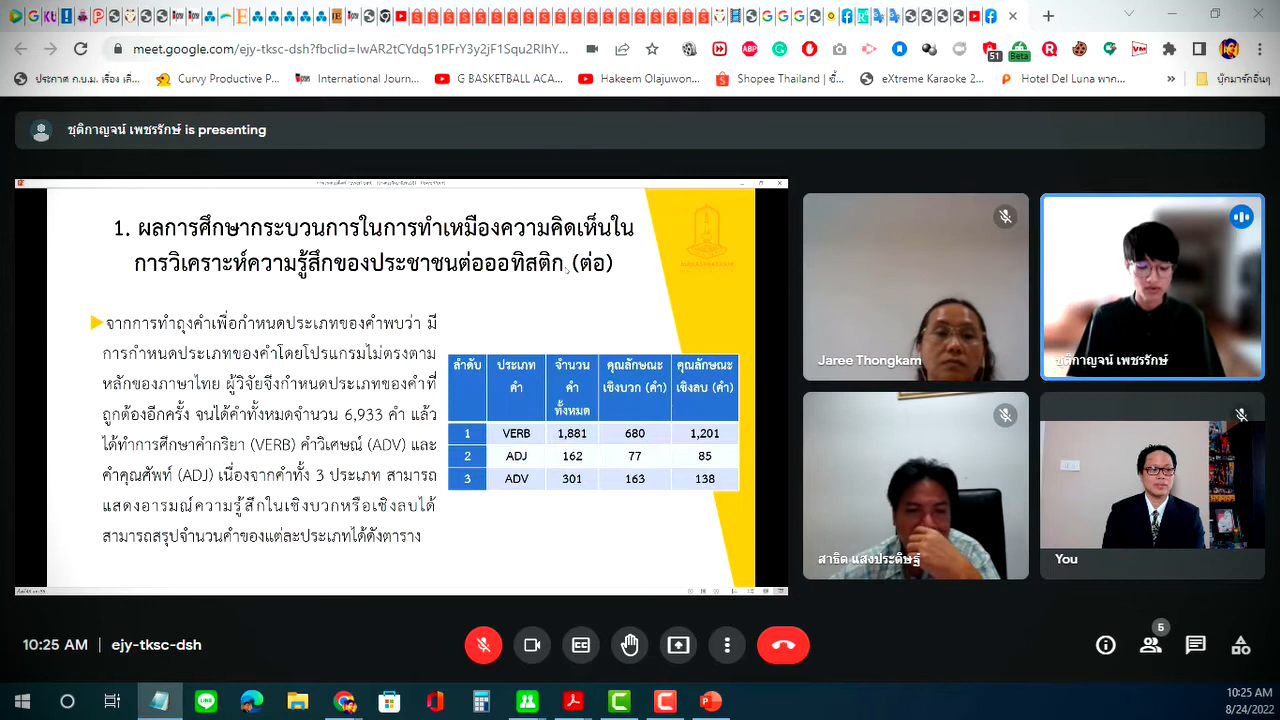 meet.google.com/ejy-tksc-dsh?fbclid=IwAR2tCYdq51PFrY3y2jF1Squ2RIhY...
ประกาศ ก.บ.ม. เรื่อง เลื...
Curvy Productive P...
International Journ...
G BASKETBALL ACA...
Hakeem Olajuwon...
Shopee Thailand | ซื้...
eXtreme Karaoke 2...
Hotel Del Luna พาก...
บุ๊กมาร์กอื่นๆ
ชุติกาญจน์ เพชรรักษ์ is presenting
1. ผลการศึกษากระบวนการในการทำเหมืองความคิดเห็นใน
การวิเคราะห์ความรู้สึกของประชาชนต่อออทิสติก (ต่อ)
จากการทำถุงคำเพื่อกำหนดประเภทของคำพบว่า มี
การกำหนดประเภทของคำโดยโปรแกรมไม่ตรงตาม
หลักของภาษาไทย ผู้วิจัยจึงกำหนดประเภทของคำที่
ถูกต้องอีกครั้ง จนได้คำทั้งหมดจำนวน 6,933 คำ แล้ว
ได้ทำการศึกษาคำกริยา (VERB) คำวิเศษณ์ (ADV) และ
คำคุณศัพท์ (ADJ) เนื่องจากคำทั้ง 3 ประเภท สามารถ
แสดงอารมณ์ความรู้สึกในเชิงบวกหรือเชิงลบได้
สามารถสรุปจำนวนคำของแต่ละประเภทได้ดังตาราง
ลำดับ ประเภท จำนวน คุณลักษณะ คุณลักษณะ
คำ คำ เชิงบวก (คำ) เชิงลบ (คำ)
ทั้งหมด
1 VERB 1,881 680 1,201
2 ADJ 162 77 85
3 ADV 301 163 138
Jaree Thongkam
ชุติกาญจน์ เพชรรักษ์
สาธิต แสงประดิษฐ์
You
10:25 AM | ejy-tksc-dsh
5
10:25 AM
8/24/2022